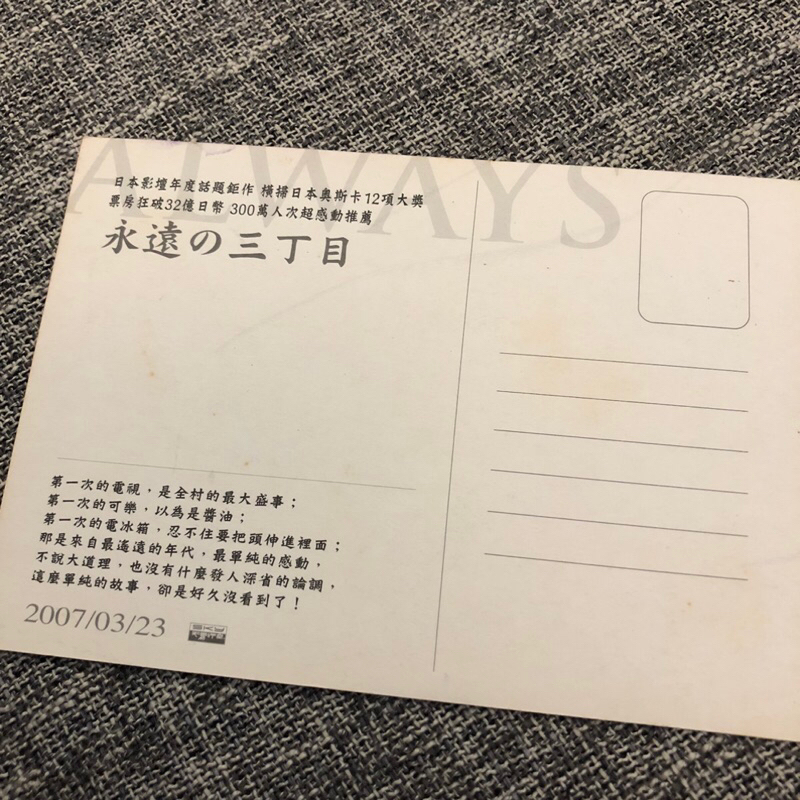 ALWAYS
日本影壇年度話題鉅作 橫掃日本奧斯卡12項大獎
票房狂破32億日幣 300萬人次超感動推薦
永遠の三丁目
第一次的電視，是全村的最大盛事；
第一次的可樂，以為是醬油；
第一次的電冰箱，忍不住要把頭伸進裡面；
那是來自最遙遠的年代，最單純的感動，
不說大道理，也沒有什麼發人深省的論調，
這麼單純的故事，卻是好久沒看到了！
2007/03/23
SKY